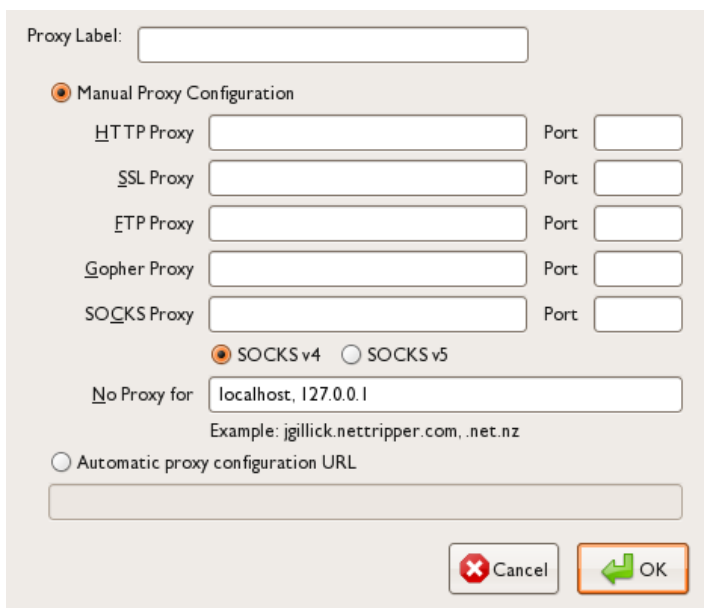 Proxy Label:
Manual Proxy Configuration
HTTP Proxy Port
SSL Proxy Port
FTP Proxy Port
Gopher Proxy Port
SOCKS Proxy Port
SOCKS v4 SOCKS v5
No Proxy for localhost, 127.0.0.1
Example: jgillick.nettripper.com, .net.nz
Automatic proxy configuration URL
Cancel OK